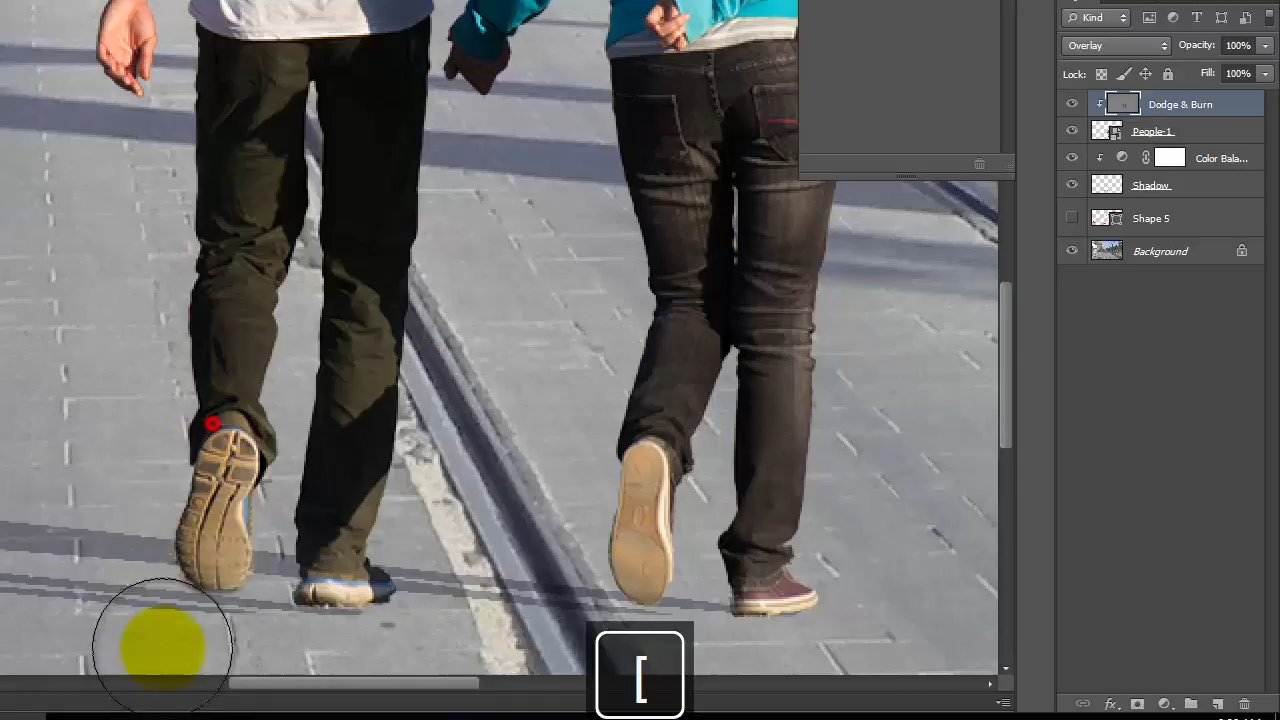 Kind
Overlay Opacity: 100%
Lock: Fill: 100%
Dodge & Burn
People-1
Color Bala...
Shadow
Shape 5
Background
[